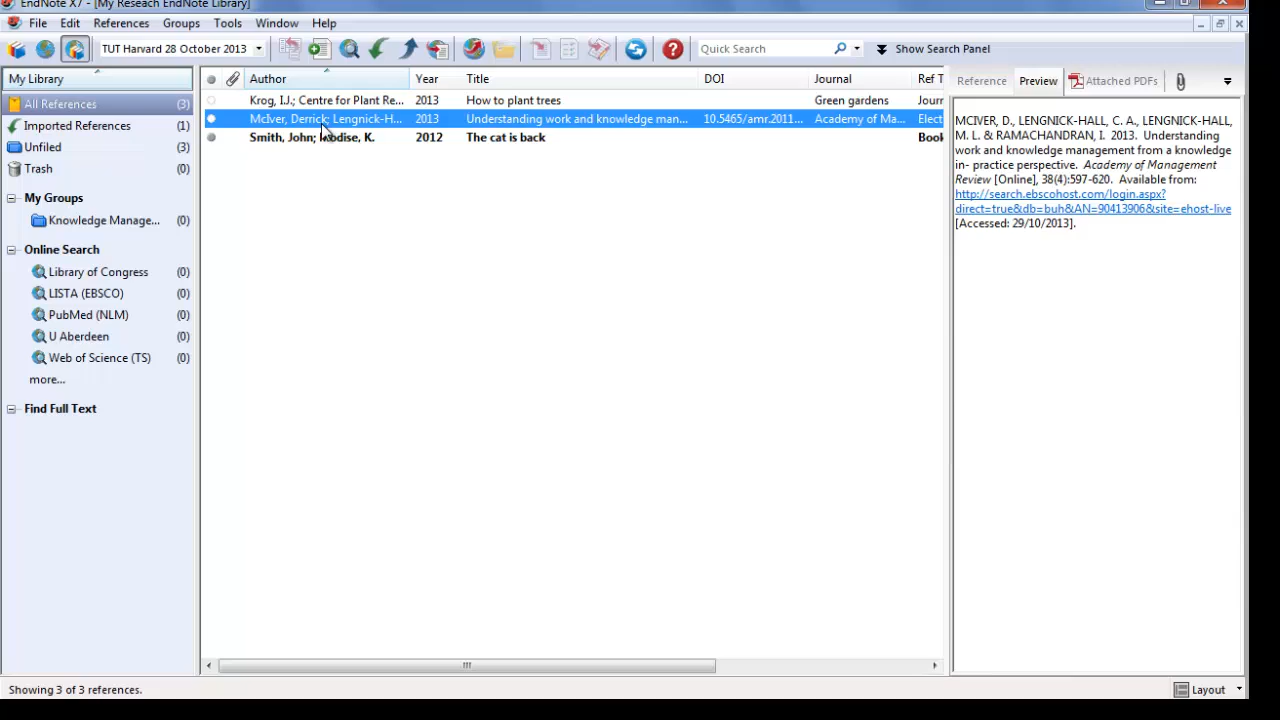 EndNote X7 - [My Reseach EndNote Library]
File Edit References Groups Tools Window Help
TUT Harvard 28 October 2013
Quick Search
Show Search Panel
My Library
All References (3)
Imported References (1)
Unfiled (3)
Trash (0)
My Groups
Knowledge Manage... (0)
Online Search
Library of Congress (0)
LISTA (EBSCO) (0)
PubMed (NLM) (0)
U Aberdeen (0)
Web of Science (TS) (0)
more...
Find Full Text
Author Year Title DOI Journal Ref T
Krog, I.J.; Centre for Plant Re... 2013 How to plant trees Green gardens Journ
McIver, Derrick; Lengnick-H... 2013 Understanding work and knowledge man... 10.5465/amr.2011... Academy of Ma... Elect
Smith, John; Modise, K. 2012 The cat is back Book
Reference Preview Attached PDFs
MCIVER, D., LENGNICK-HALL, C. A., LENGNICK-HALL,
M. L. & RAMACHANDRAN, I. 2013. Understanding
work and knowledge management from a knowledge
in- practice perspective. Academy of Management
Review [Online], 38(4):597-620. Available from:
http://search.ebscohost.com/login.aspx?
direct=true&db=buh&AN=90413906&site=ehost-live
[Accessed: 29/10/2013].
Showing 3 of 3 references.
Layout